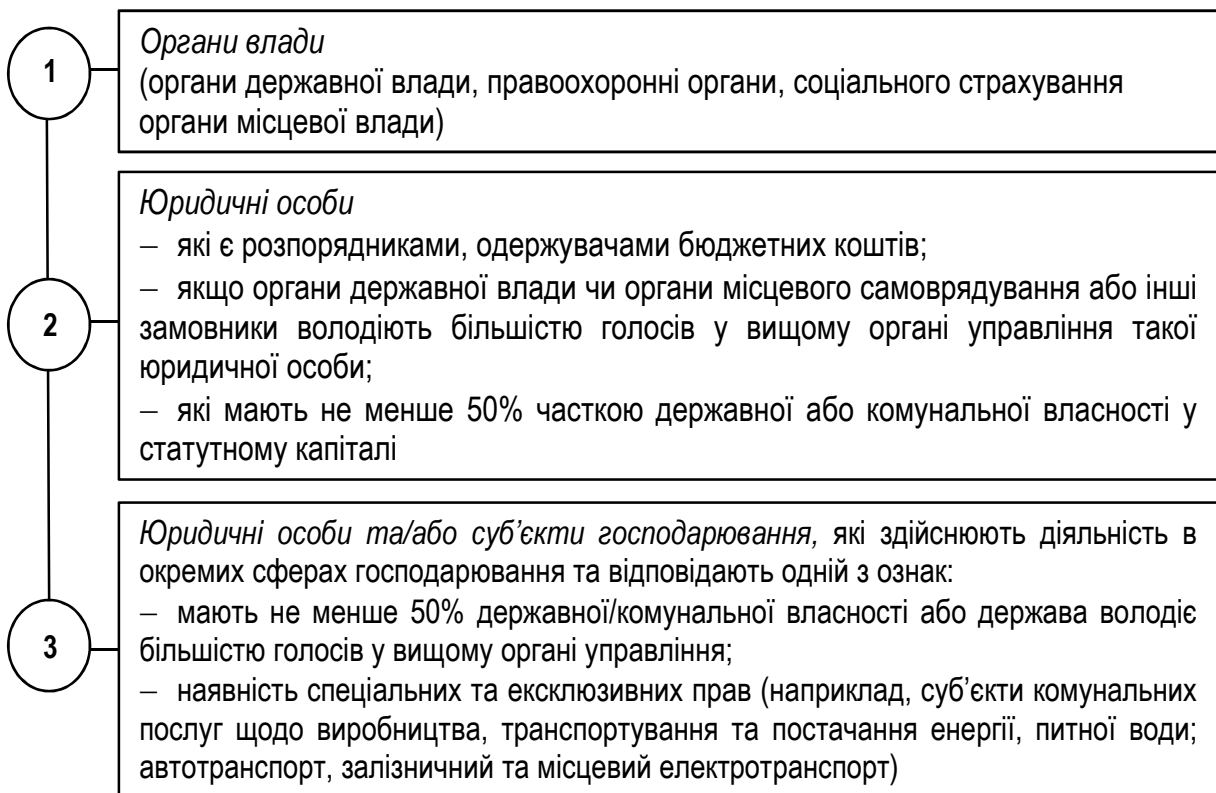 1
Органи влади
(органи державної влади, правоохоронні органи, соціального страхування
органи місцевої влади)
2
Юридичні особи
– які є розпорядниками, одержувачами бюджетних коштів;
– якщо органи державної влади чи органи місцевого самоврядування або інші
замовники володіють більшістю голосів у вищому органі управління такої
юридичної особи;
– які мають не менше 50% часткою державної або комунальної власності у
статутному капіталі
3
Юридичні особи та/або суб’єкти господарювання, які здійснюють діяльність в
окремих сферах господарювання та відповідають одній з ознак:
– мають не менше 50% державної/комунальної власності або держава володіє
більшістю голосів у вищому органі управління;
– наявність спеціальних та ексклюзивних прав (наприклад, суб’єкти комунальних
послуг щодо виробництва, транспортування та постачання енергії, питної води;
автотранспорт, залізничний та місцевий електротранспорт)